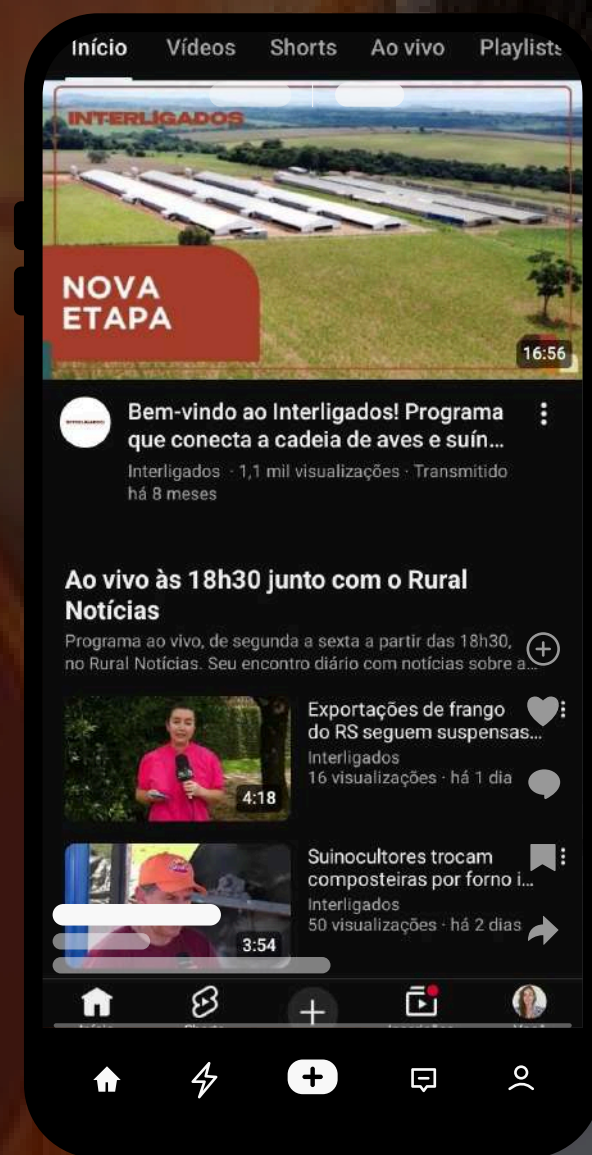 Início Vídeos Shorts Ao vivo Playlists
INTERLIGADOS
NOVA
ETAPA
16:56
Bem-vindo ao Interligados! Programa
que conecta a cadeia de aves e suín...
Interligados · 1,1 mil visualizações · Transmitido
há 8 meses
Ao vivo às 18h30 junto com o Rural
Notícias
Programa ao vivo, de segunda a sexta a partir das 18h30,
no Rural Notícias. Seu encontro diário com notícias sobre a...
Exportações de frango
do RS seguem suspensas...
Interligados
16 visualizações · há 1 dia
4:18
Suinocultores trocam
composteiras por forno i...
Interligados
50 visualizações · há 2 dias
3:54